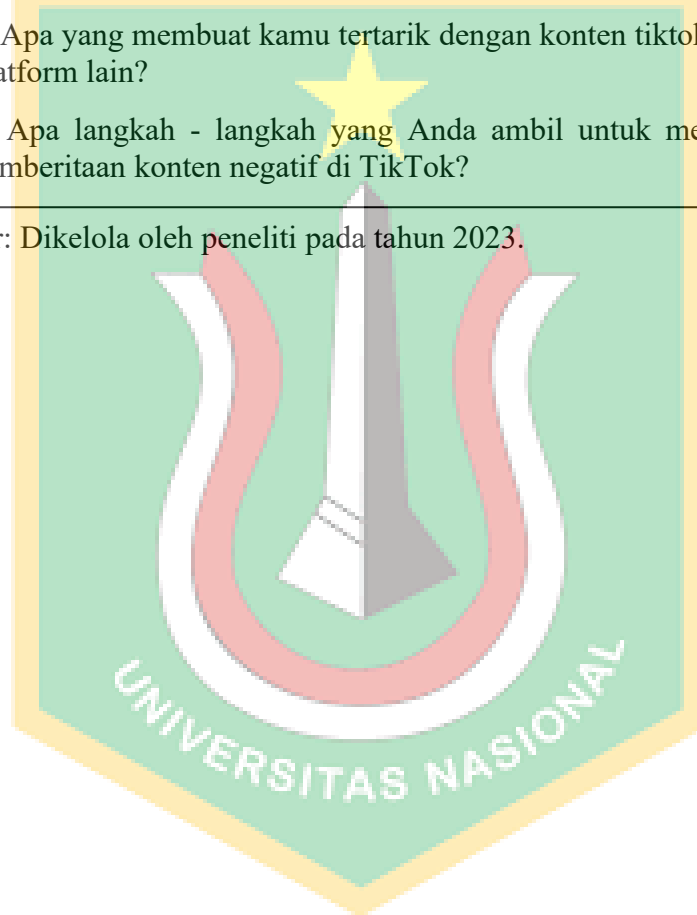 Apa yang membuat kamu tertarik dengan konten tiktok
atform lain?
Apa langkah - langkah yang Anda ambil untuk me
mberitaan konten negatif di TikTok?
: Dikelola oleh peneliti pada tahun 2023.
UNIVERSITAS NASIONAL